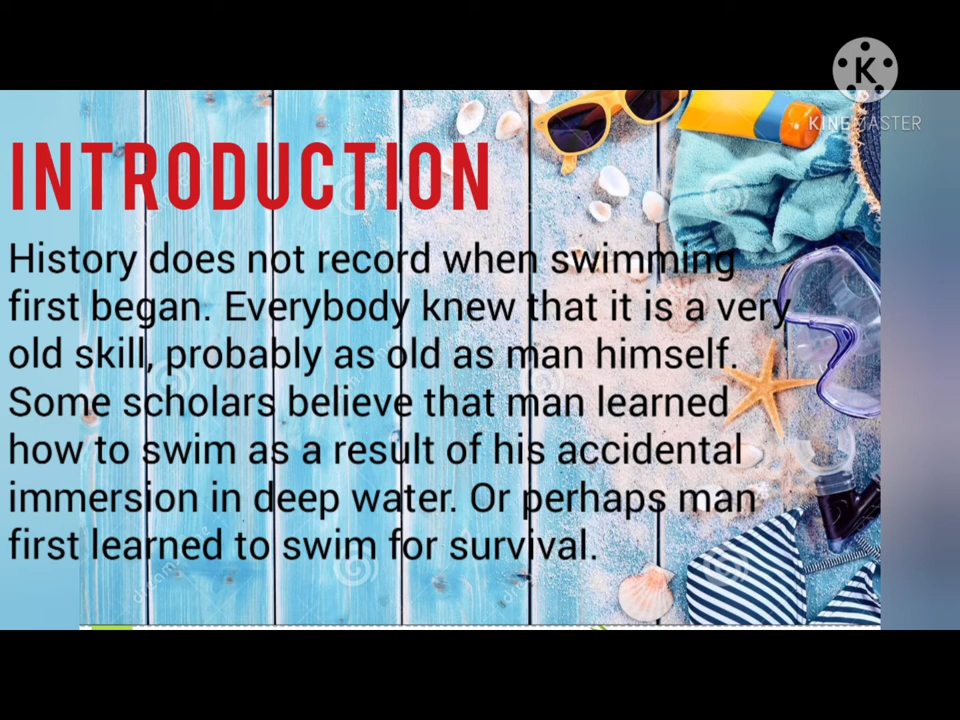 K
KINEMASTER
INTRODUCTION
History does not record when swimming
first began. Everybody knew that it is a very
old skill, probably as old as man himself.
Some scholars believe that man learned
how to swim as a result of his accidental
immersion in deep water. Or perhaps man
first learned to swim for survival.